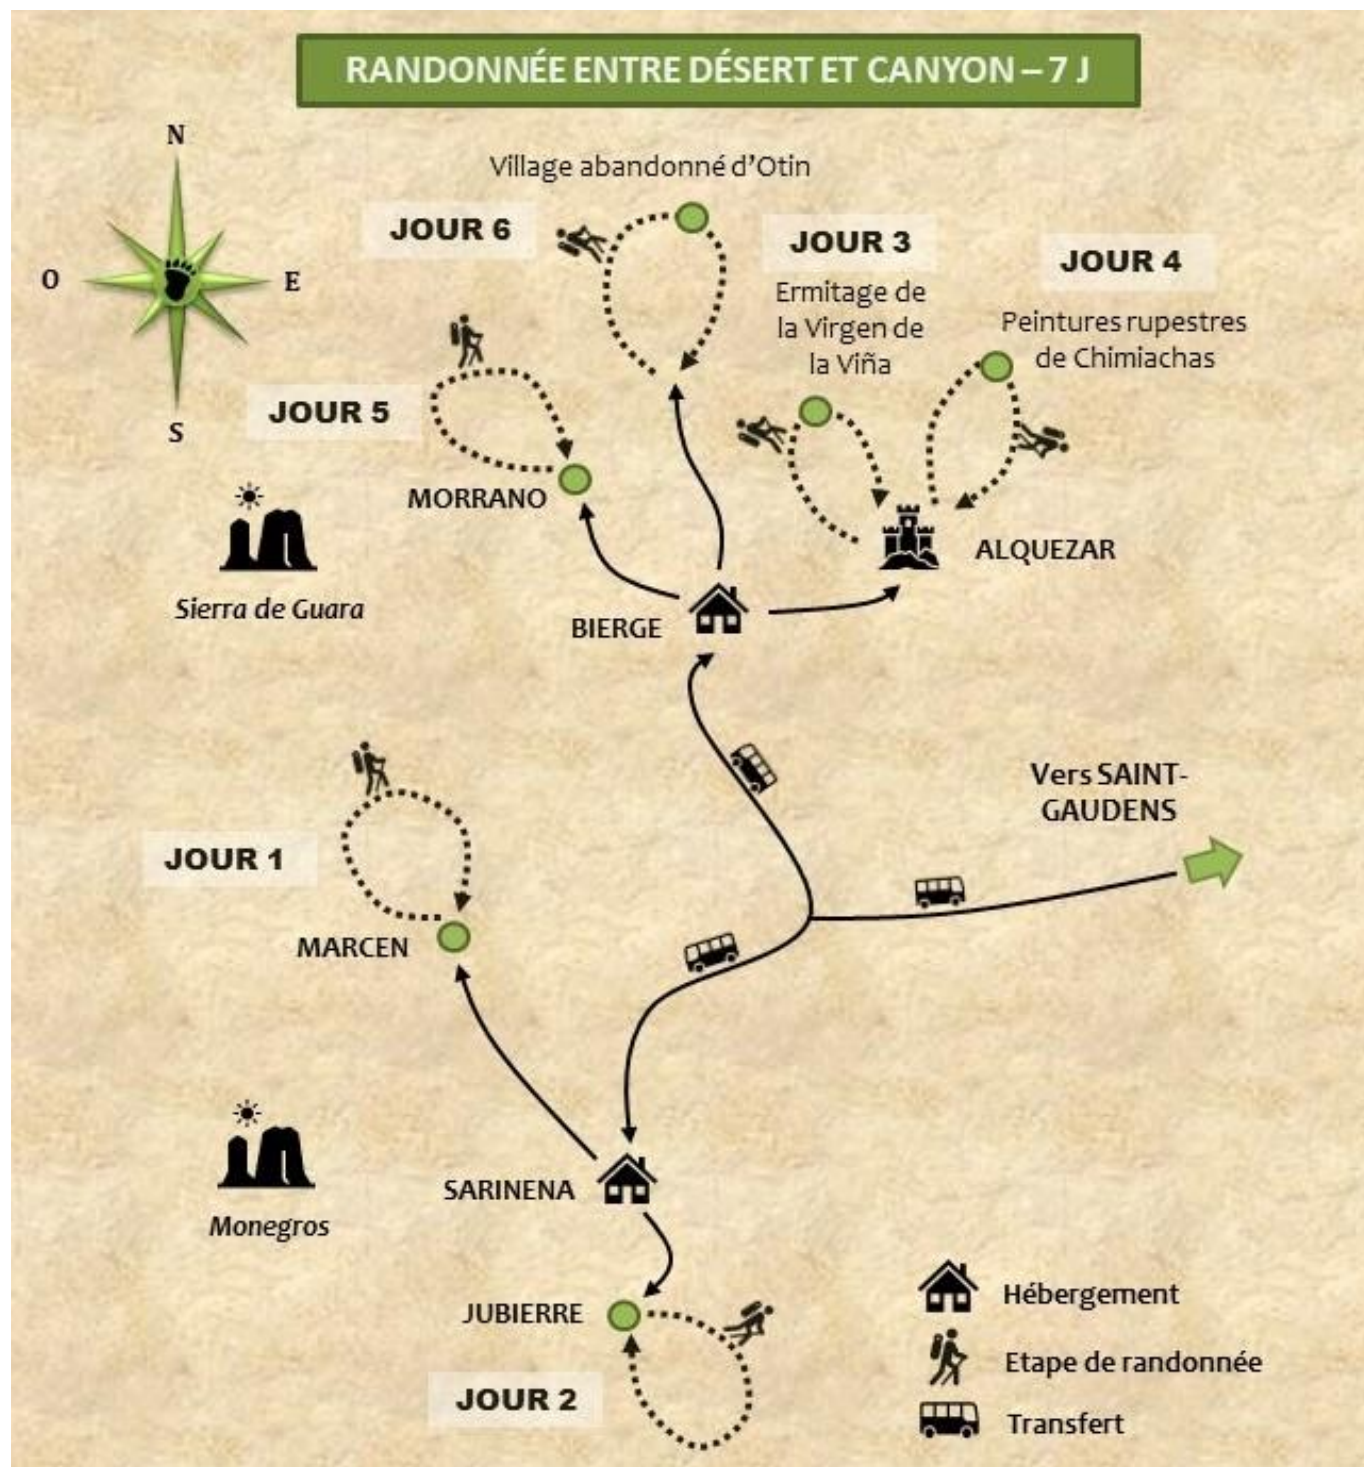 RANDONNÉE ENTRE DÉSERT ET CANYON – 7 J
N
O
E
S
Village abandonné d'Otin
JOUR 6
JOUR 3
Ermitage de
la Virgen de
la Viña
JOUR 4
Peintures rupestres
de Chimiachas
JOUR 5
MORRANO
ALQUEZAR
Sierra de Guara
BIERGE
Vers SAINT-
GAUDENS
JOUR 1
MARCEN
SARINENA
Monegros
JUBIERRE
JOUR 2
Hébergement
Etape de randonnée
Transfert